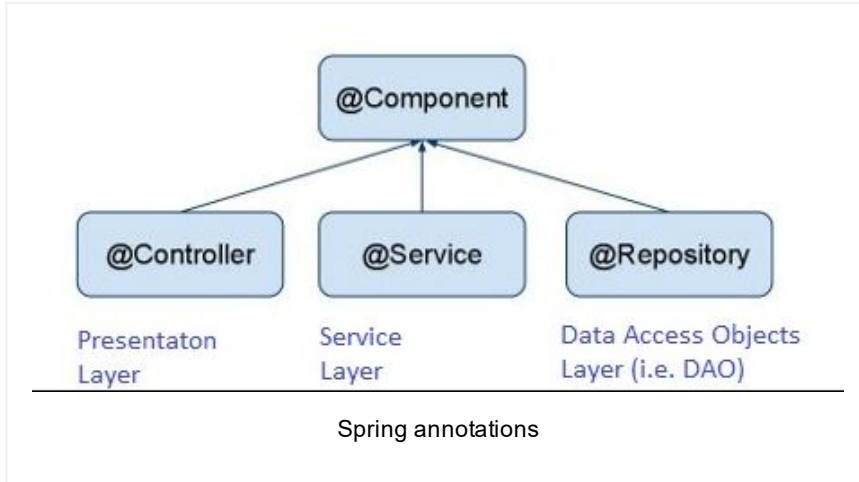 @Component
@Controller
@Service
@Repository
Presentaton
Layer
Service
Layer
Data Access Objects
Layer (i.e. DAO)
Spring annotations